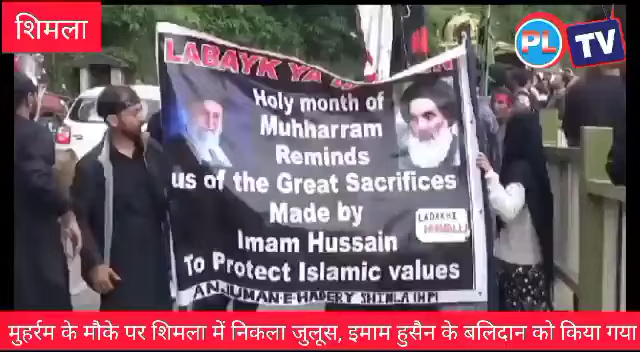 शिमला
PL TV
LABAYK YA
Holy month of
Muhharram
Reminds
us of the Great Sacrifices
Made by
Imam Hussain
To Protect Islamic values
LADAKHI
ANJUMAN-E-HADERY SHIMLA (HP)
मुहर्रम के मौके पर शिमला में निकला जुलूस, इमाम हुसैन के बलिदान को किया गया